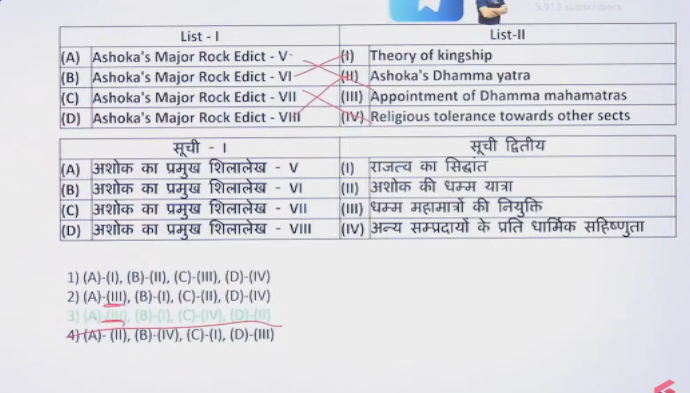 5,913 subscribers
List - I List-II
(A) Ashoka's Major Rock Edict - V (I) Theory of kingship
(B) Ashoka's Major Rock Edict - VI (II) Ashoka's Dhamma yatra
(C) Ashoka's Major Rock Edict - VII (III) Appointment of Dhamma mahamatras
(D) Ashoka's Major Rock Edict - VIII (IV) Religious tolerance towards other sects
सूची - I सूची द्वितीय
(A) अशोक का प्रमुख शिलालेख - V (I) राजत्व का सिद्धांत
(B) अशोक का प्रमुख शिलालेख - VI (II) अशोक की धम्म यात्रा
(C) अशोक का प्रमुख शिलालेख - VII (III) धम्म महामात्रों की नियुक्ति
(D) अशोक का प्रमुख शिलालेख - VIII (IV) अन्य सम्प्रदायों के प्रति धार्मिक सहिष्णुता
1) (A)-(I), (B)-(II), (C)-(III), (D)-(IV)
2) (A)-(III), (B)-(I), (C)-(II), (D)-(IV)
3) (A)-(III), (B)-(I), (C)-(IV), (D)-(II)
4) (A)- (II), (B)-(IV), (C)-(I), (D)-(III)